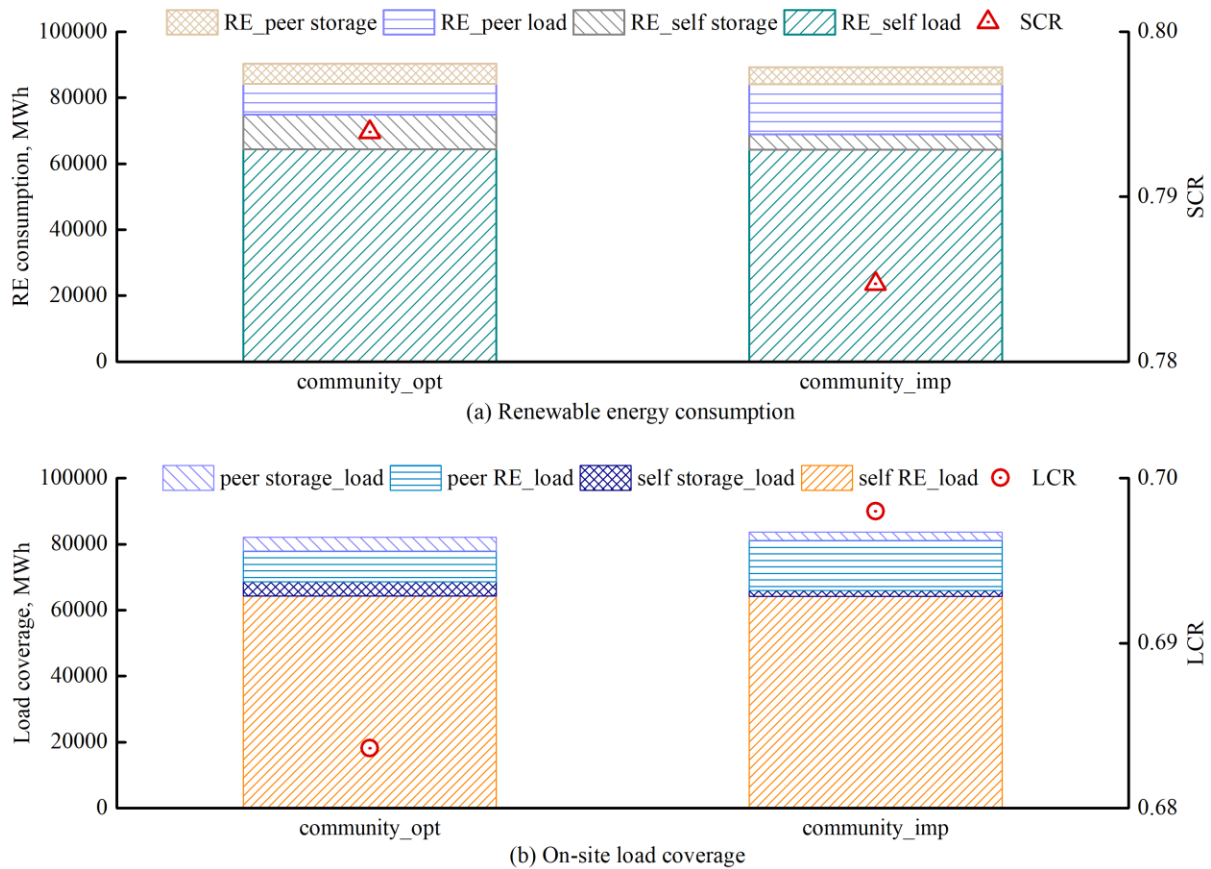 RE_peer storage RE_peer load RE_self storage RE_self load SCR
100000
80000
60000
40000
20000
0
RE consumption, MWh
0.80
0.79
0.78
SCR
community_opt community_imp
(a) Renewable energy consumption
peer storage_load peer RE_load self storage_load self RE_load LCR
100000
80000
60000
40000
20000
0
Load coverage, MWh
0.70
0.69
0.68
LCR
community_opt community_imp
(b) On-site load coverage